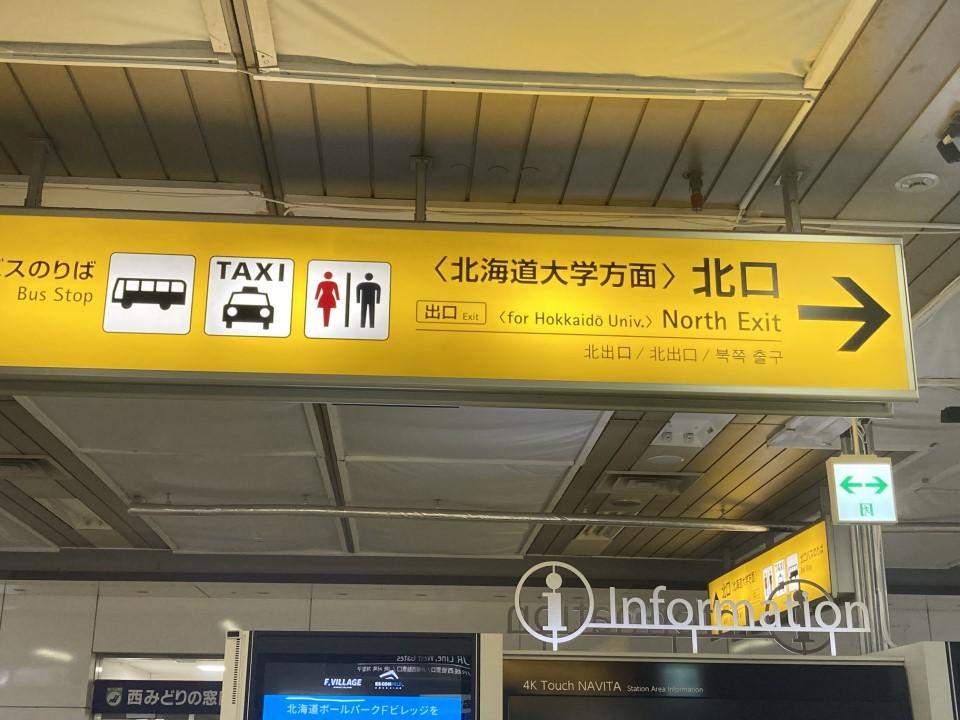 スのりば
Bus Stop
TAXI
〈北海道大学方面〉北口
出口 Exit 〈for Hokkaidō Univ.〉 North Exit
北出口 / 北出口 / 북쪽 출구
Information
西みどりの窓
F.VILLAGE
ES CON FIELD
北海道ボールパークFビレッジを
4K Touch NAVITA Station Area Information